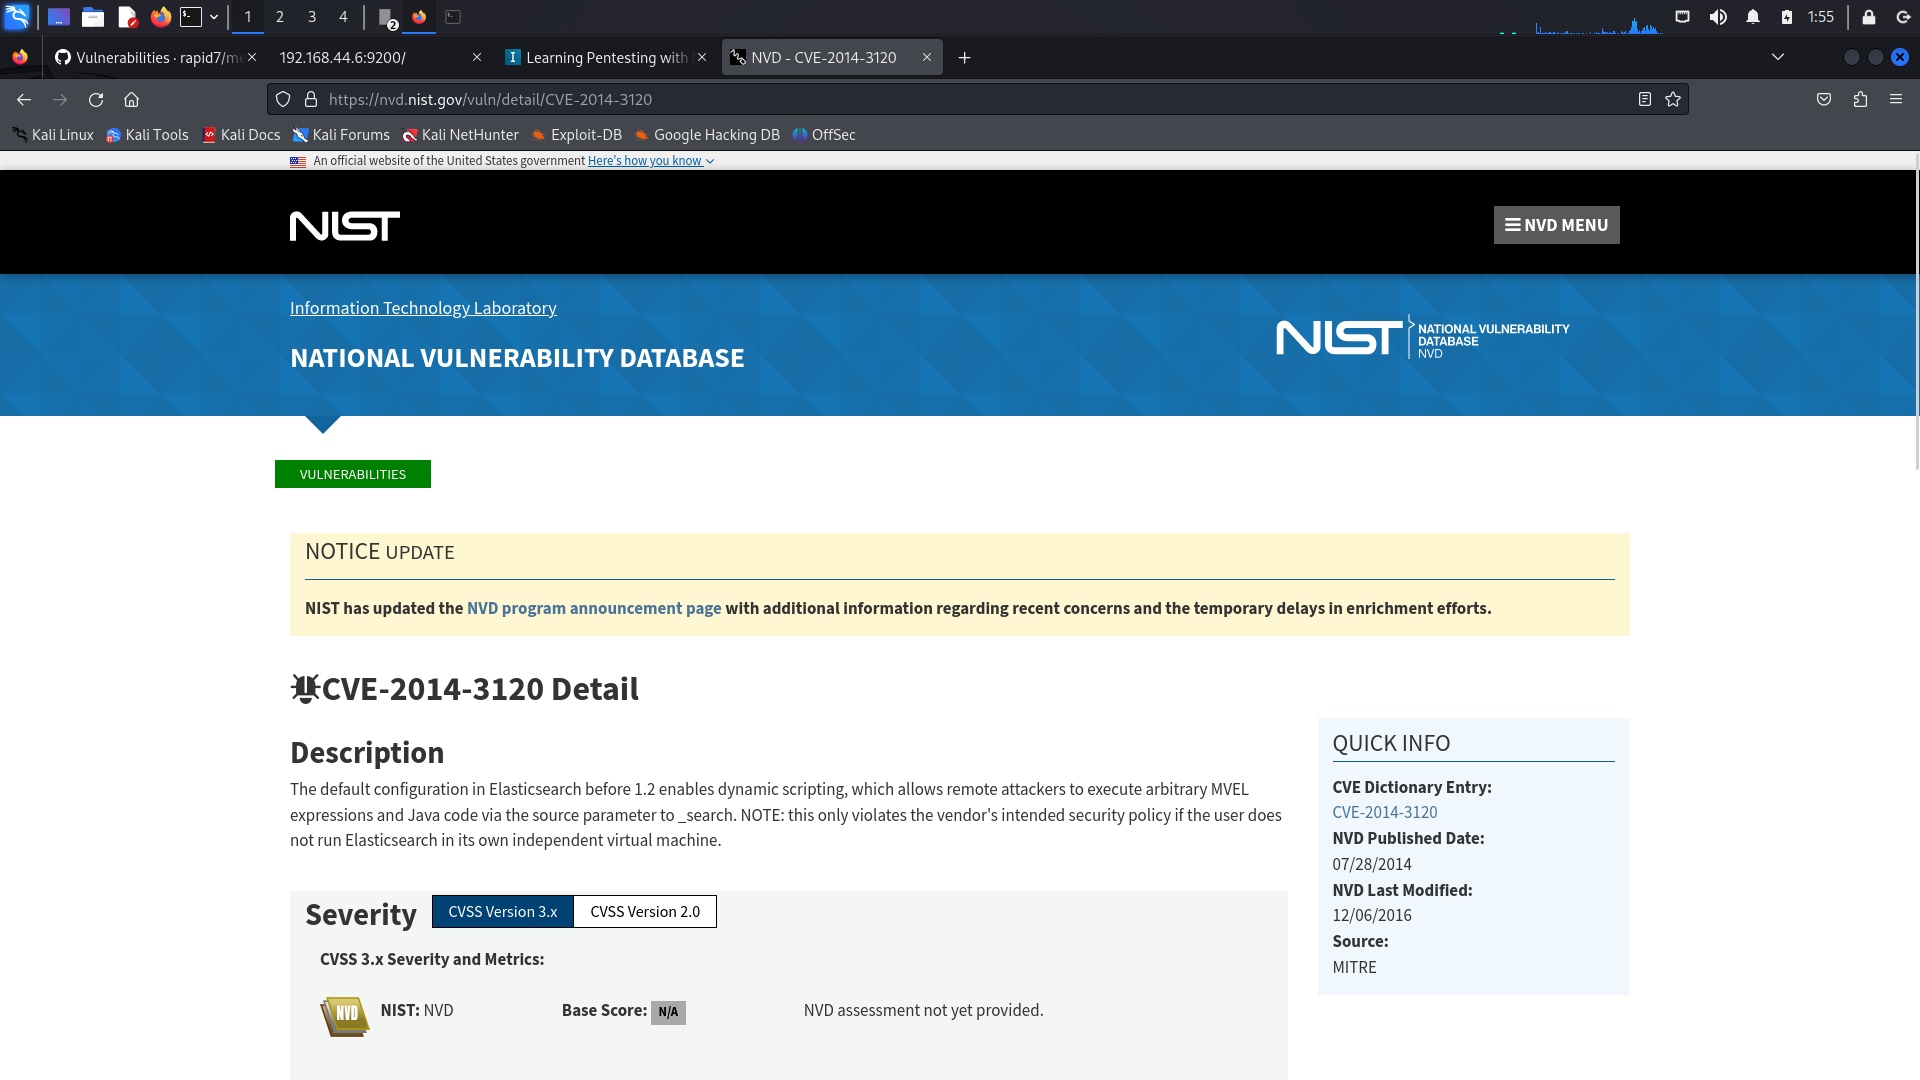 1 2 3 4 2 1:55
Vulnerabilities · rapid7/me
192.168.44.6:9200/
Learning Pentesting with
NVD - CVE-2014-3120
https://nvd.nist.gov/vuln/detail/CVE-2014-3120
Kali Linux Kali Tools Kali Docs Kali Forums Kali NetHunter Exploit-DB Google Hacking DB OffSec
An official website of the United States government Here's how you know
NIST
NVD MENU
Information Technology Laboratory
NATIONAL VULNERABILITY DATABASE
NIST
NATIONAL VULNERABILITY
DATABASE
NVD
VULNERABILITIES
NOTICE UPDATE
NIST has updated the NVD program announcement page with additional information regarding recent concerns and the temporary delays in enrichment efforts.
CVE-2014-3120 Detail
Description
The default configuration in Elasticsearch before 1.2 enables dynamic scripting, which allows remote attackers to execute arbitrary MVEL
expressions and Java code via the source parameter to _search. NOTE: this only violates the vendor's intended security policy if the user does
not run Elasticsearch in its own independent virtual machine.
Severity
CVSS Version 3.x
CVSS Version 2.0
CVSS 3.x Severity and Metrics:
NVD
NIST: NVD
Base Score: N/A
NVD assessment not yet provided.
QUICK INFO
CVE Dictionary Entry:
CVE-2014-3120
NVD Published Date:
07/28/2014
NVD Last Modified:
12/06/2016
Source:
MITRE